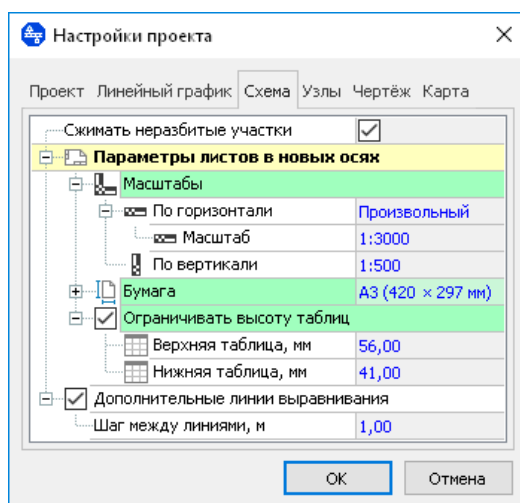 Настройки проекта
Проект Линейный график Схема Узлы Чертёж Карта
Сжимать неразбитые участки
Параметры листов в новых осях
Масштабы
По горизонтали Произвольный
Масштаб 1:3000
По вертикали 1:500
Бумага А3 (420 × 297 мм)
Ограничивать высоту таблиц
Верхняя таблица, мм 56,00
Нижняя таблица, мм 41,00
Дополнительные линии выравнивания
Шаг между линиями, м 1,00
ОК Отмена